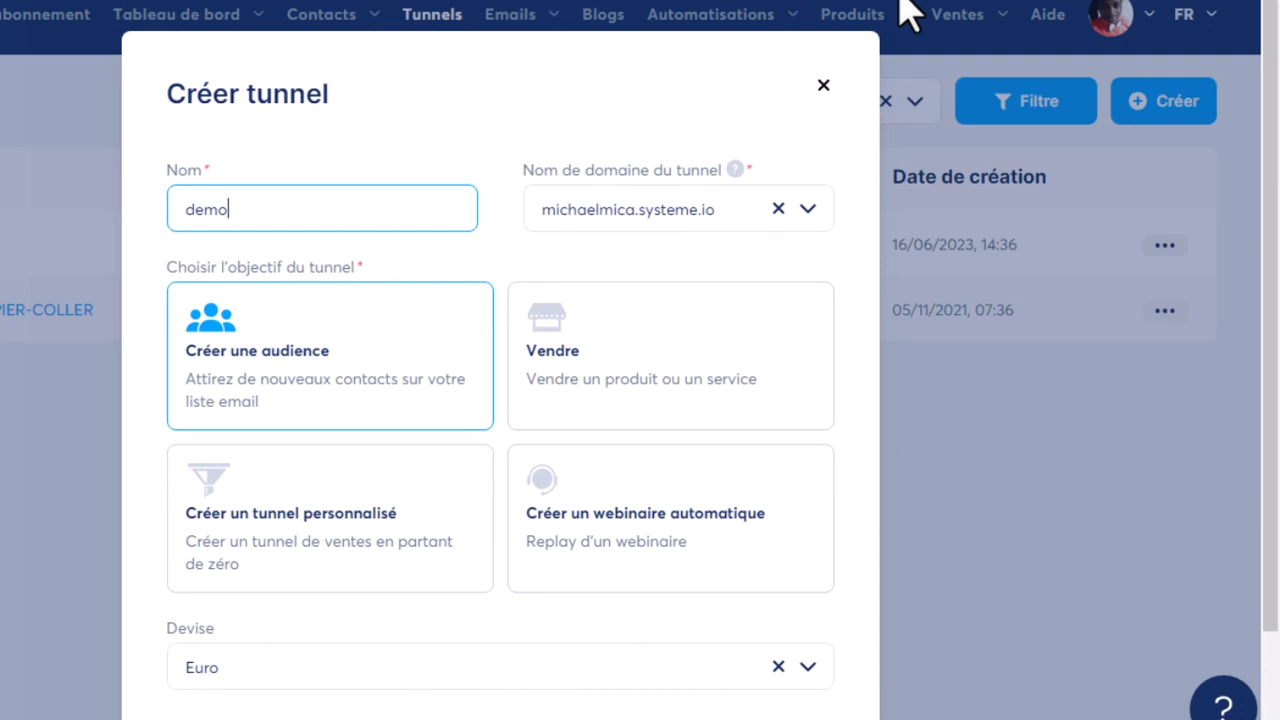 abonnement Tableau de bord Contacts Tunnels Emails Blogs Automatisations Produits Ventes Aide FR
Créer tunnel
Filtre Créer
Nom* Nom de domaine du tunnel ? *
demo michaelmica.systeme.io
Date de création
16/06/2023, 14:36
Choisir l'objectif du tunnel*
PIER-COLLER 05/11/2021, 07:36
Créer une audience
Attirez de nouveaux contacts sur votre
liste email
Vendre
Vendre un produit ou un service
Créer un tunnel personnalisé
Créer un tunnel de ventes en partant
de zéro
Créer un webinaire automatique
Replay d'un webinaire
Devise
Euro
?